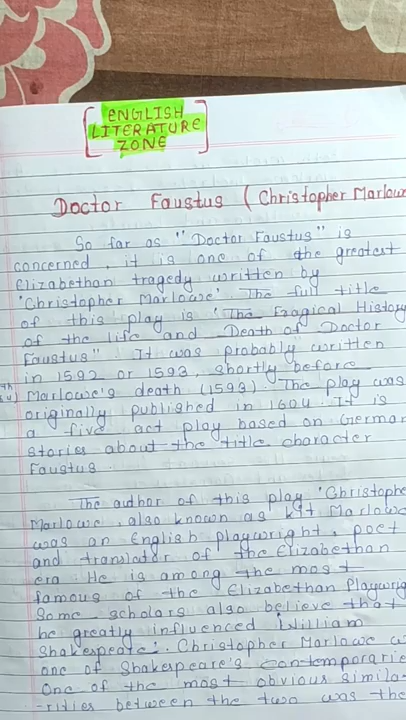 ENGLISH
LITERATURE
ZONE
Doctor Faustus (Christopher Marlow
So far as "Doctor Faustus" is
concerned, it is one of the greatest
Elizabethan tragedy written by
'Christopher Marlowe'. The full title
of this play is "The Tragical History
of the life and Death of Doctor
Faustus". It was probably written
in 1592 or 1593, shortly before
Marlowe's death (1593). The play was
originally published in 1604. It is
a five act play based on German
stories about the title character
Faustus.
The author of this play 'Christophe
Marlowe, also known as Kit Marlowe
was an English playwright, poet
and translator of the Elizabethan
era. He is among the most
famous of the Elizabethan Playwrig
Some scholars also believe that
he greatly influenced William
Shakespeare. Christopher Marlowe w
one of Shakespeare's contemporarie
One of the most obvious simila-
-rities between the two was the